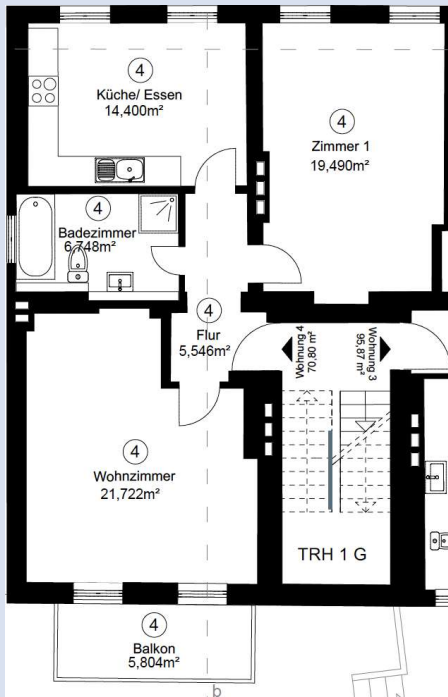 4
Küche/ Essen
14,400m²
4
Zimmer 1
19,490m²
4
Badezimmer
6,748m²
4
Flur
5,546m²
Wohnung 4
70,80 m²
Wohnung 3
95,87 m²
4
Wohnzimmer
21,722m²
TRH 1 G
4
Balkon
5,804m²
b